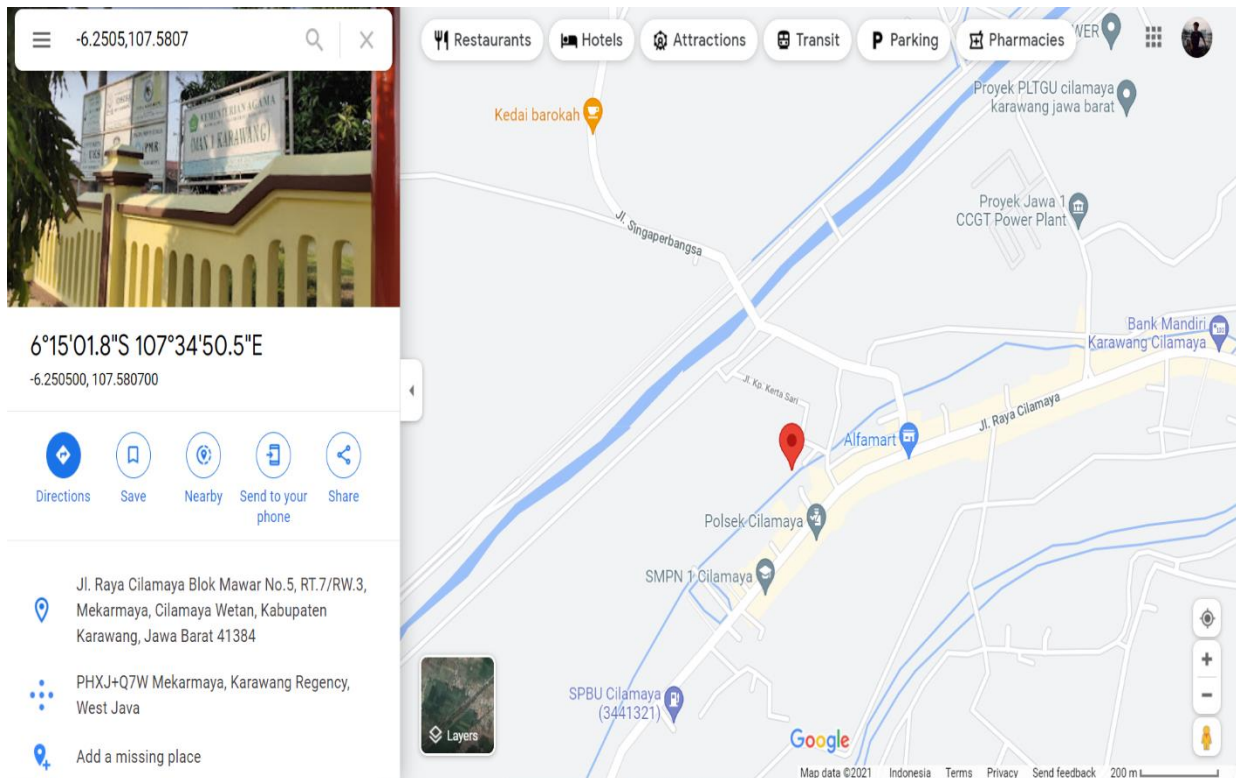 -6.2505,107.5807
KEMENTERIAN AGAMA
(MAN 1 KARAWANG)
UKS
PMR
6°15'01.8"S 107°34'50.5"E
-6.250500, 107.580700
Directions
Save
Nearby
Send to your
phone
Share
Jl. Raya Cilamaya Blok Mawar No.5, RT.7/RW.3,
Mekarmaya, Cilamaya Wetan, Kabupaten
Karawang, Jawa Barat 41384
PHXJ+Q7W Mekarmaya, Karawang Regency,
West Java
Add a missing place
Restaurants
Hotels
Attractions
Transit
P Parking
Pharmacies
WER
Kedai barokah
Proyek PLTGU cilamaya
karawang jawa barat
Proyek Jawa 1
CCGT Power Plant
Jl. Singaperbangsa
Bank Mandiri
Karawang Cilamaya
Jl. Kp. Kerta Sari
Jl. Raya Cilamaya
Alfamart
Polsek Cilamaya
SMPN 1 Cilamaya
SPBU Cilamaya
(3441321)
Layers
Google
Map data ©2021
Indonesia
Terms
Privacy
Send feedback
200 m